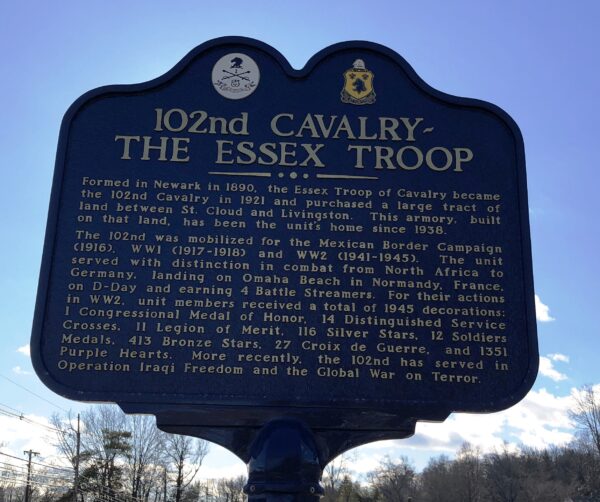 102nd CAVALRY-
THE ESSEX TROOP
Formed in Newark in 1890, the Essex Troop of Cavalry became
the 102nd Cavalry in 1921 and purchased a large tract of
land between St. Cloud and Livingston. This armory, built
on that land, has been the unit's home since 1938.
The 102nd was mobilized for the Mexican Border Campaign
(1916), WW1 (1917-1918) and WW2 (1941-1945). The unit
served with distinction in combat from North Africa to
Germany, landing on Omaha Beach in Normandy, France,
on D-Day and earning 4 Battle Streamers. For their actions
in WW2, unit members received a total of 1945 decorations:
1 Congressional Medal of Honor, 14 Distinguished Service
Crosses, 11 Legion of Merit, 116 Silver Stars, 12 Soldiers
Medals, 413 Bronze Stars, 27 Croix de Guerre, and 1351
Purple Hearts. More recently, the 102nd has served in
Operation Iraqi Freedom and the Global War on Terror.